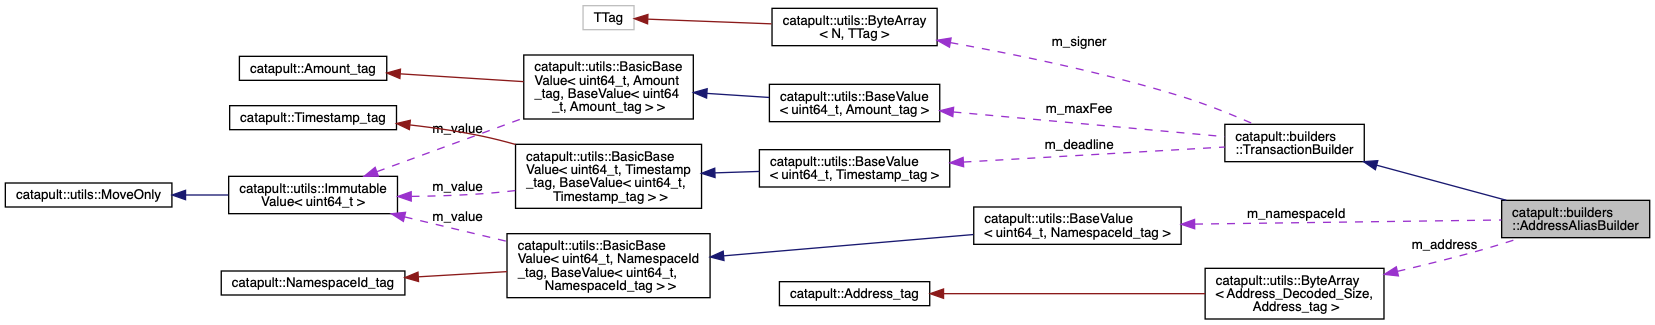 TTag
catapult::utils::ByteArray
< N, TTag >
m_signer
catapult::Amount_tag
catapult::utils::BasicBase
Value< uint64_t, Amount
_tag, BaseValue< uint64
_t, Amount_tag > >
catapult::utils::BaseValue
< uint64_t, Amount_tag >
m_maxFee
catapult::Timestamp_tag
m_value
catapult::builders
::TransactionBuilder
m_deadline
catapult::utils::BasicBase
Value< uint64_t, Timestamp
_tag, BaseValue< uint64_t,
Timestamp_tag > >
catapult::utils::BaseValue
< uint64_t, Timestamp_tag >
catapult::utils::MoveOnly
catapult::utils::Immutable
Value< uint64_t >
m_value
m_value
catapult::utils::BaseValue
< uint64_t, NamespaceId_tag >
m_namespaceId
catapult::builders
::AddressAliasBuilder
m_address
catapult::utils::BasicBase
Value< uint64_t, NamespaceId
_tag, BaseValue< uint64_t,
NamespaceId_tag > >
catapult::NamespaceId_tag
catapult::Address_tag
catapult::utils::ByteArray
< Address_Decoded_Size,
Address_tag >